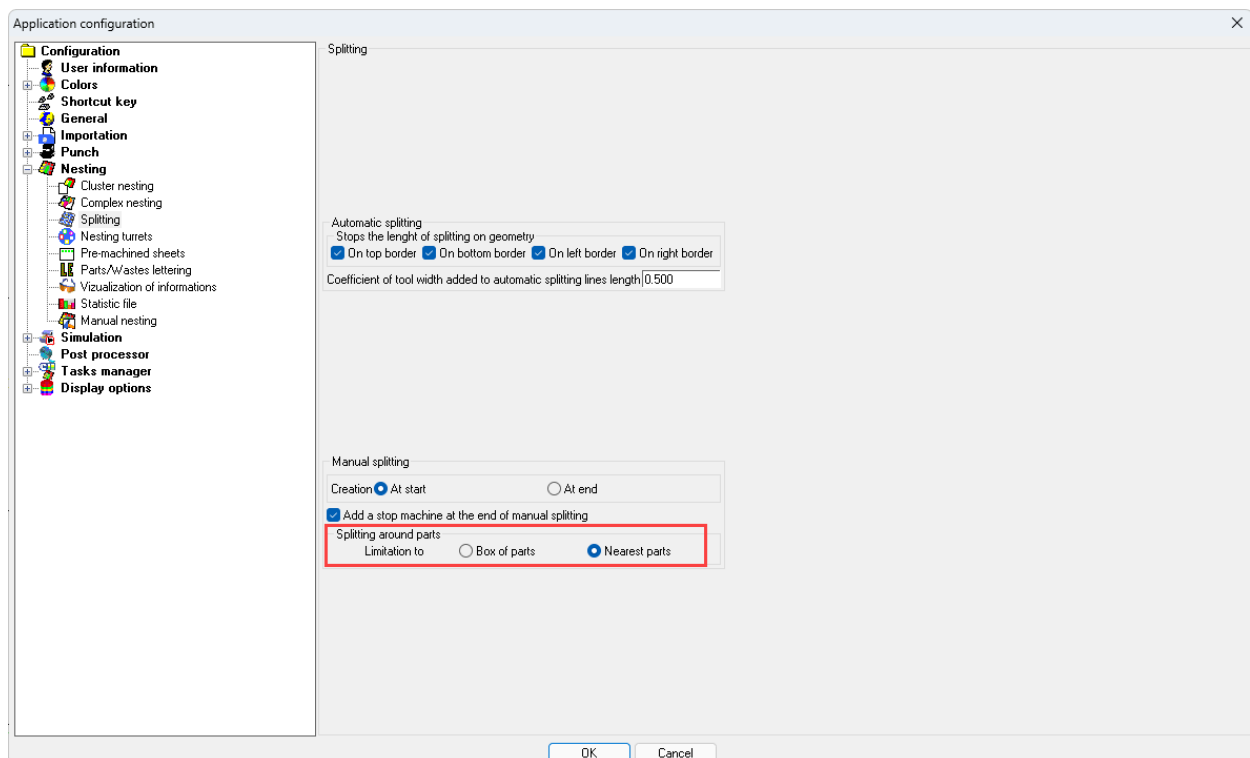 Application configuration
Configuration
User information
Colors
Shortcut key
General
Importation
Punch
Nesting
Cluster nesting
Complex nesting
Splitting
Nesting turrets
Pre-machined sheets
Parts/Wastes lettering
Vizualization of informations
Statistic file
Manual nesting
Simulation
Post processor
Tasks manager
Display options
Splitting
Automatic splitting
Stops the lenght of splitting on geometry
On top border On bottom border On left border On right border
Coefficient of tool width added to automatic splitting lines length 0.500
Manual splitting
Creation At start At end
Add a stop machine at the end of manual splitting
Splitting around parts
Limitation to Box of parts Nearest parts
OK Cancel